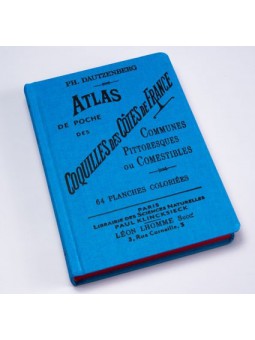 PH. DAUTZENBERG
ATLAS
DE POCHE
DES
COQUILLES DES CÔTES DE FRANCE
COMMUNES
PITTORESQUES
OU COMESTIBLES
64 PLANCHES COLORIÉES
PARIS
LIBRAIRIE DES SCIENCES NATURELLES
PAUL KLINCKSIECK
LÉON LHOMME Succr
3, Rue Corneille, 3